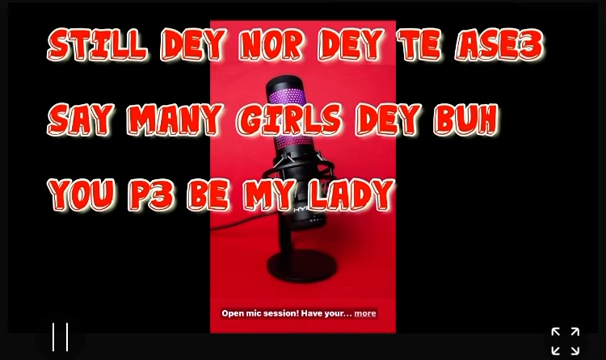 STILL DEY NOR DEY TE ASE3
SAY MANY GIRLS DEY BUH
YOU P3 BE MY LADY
Open mic session! Have your... more